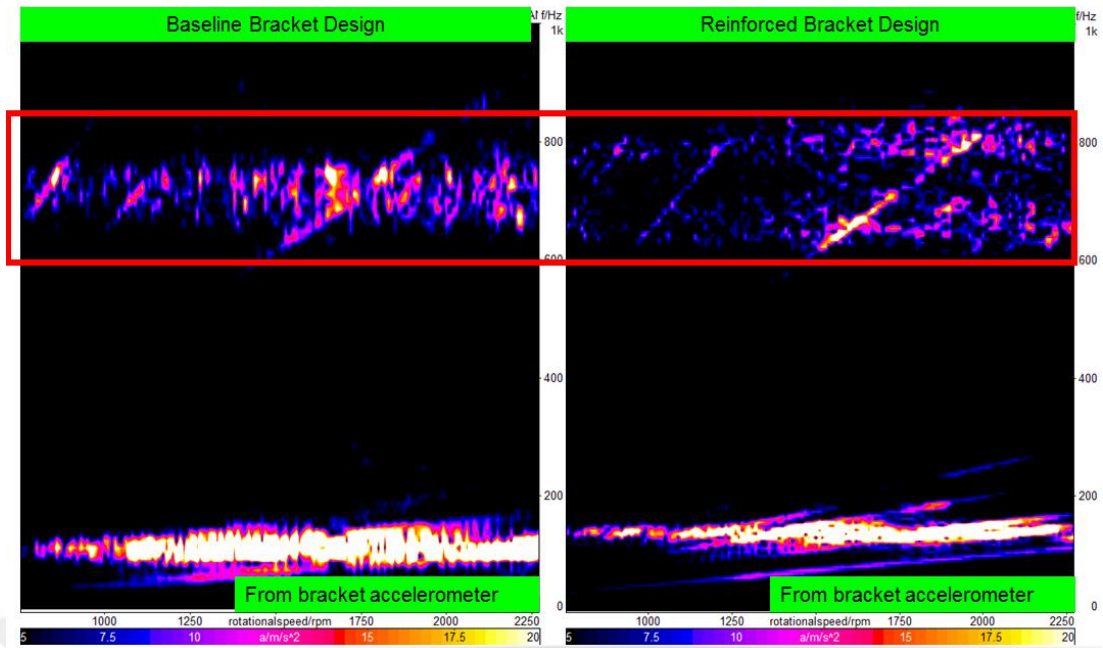 Baseline Bracket Design
f/Hz
1k
800
600
400
200
0
From bracket accelerometer
1000 1250 rotationalspeed/rpm 1750 2000 2250
5 7.5 10 a/m/s^2 15 17.5 20
Reinforced Bracket Design
f/Hz
1k
800
600
400
200
0
From bracket accelerometer
1000 1250 rotationalspeed/rpm 1750 2000 2250
5 7.5 10 a/m/s^2 15 17.5 20